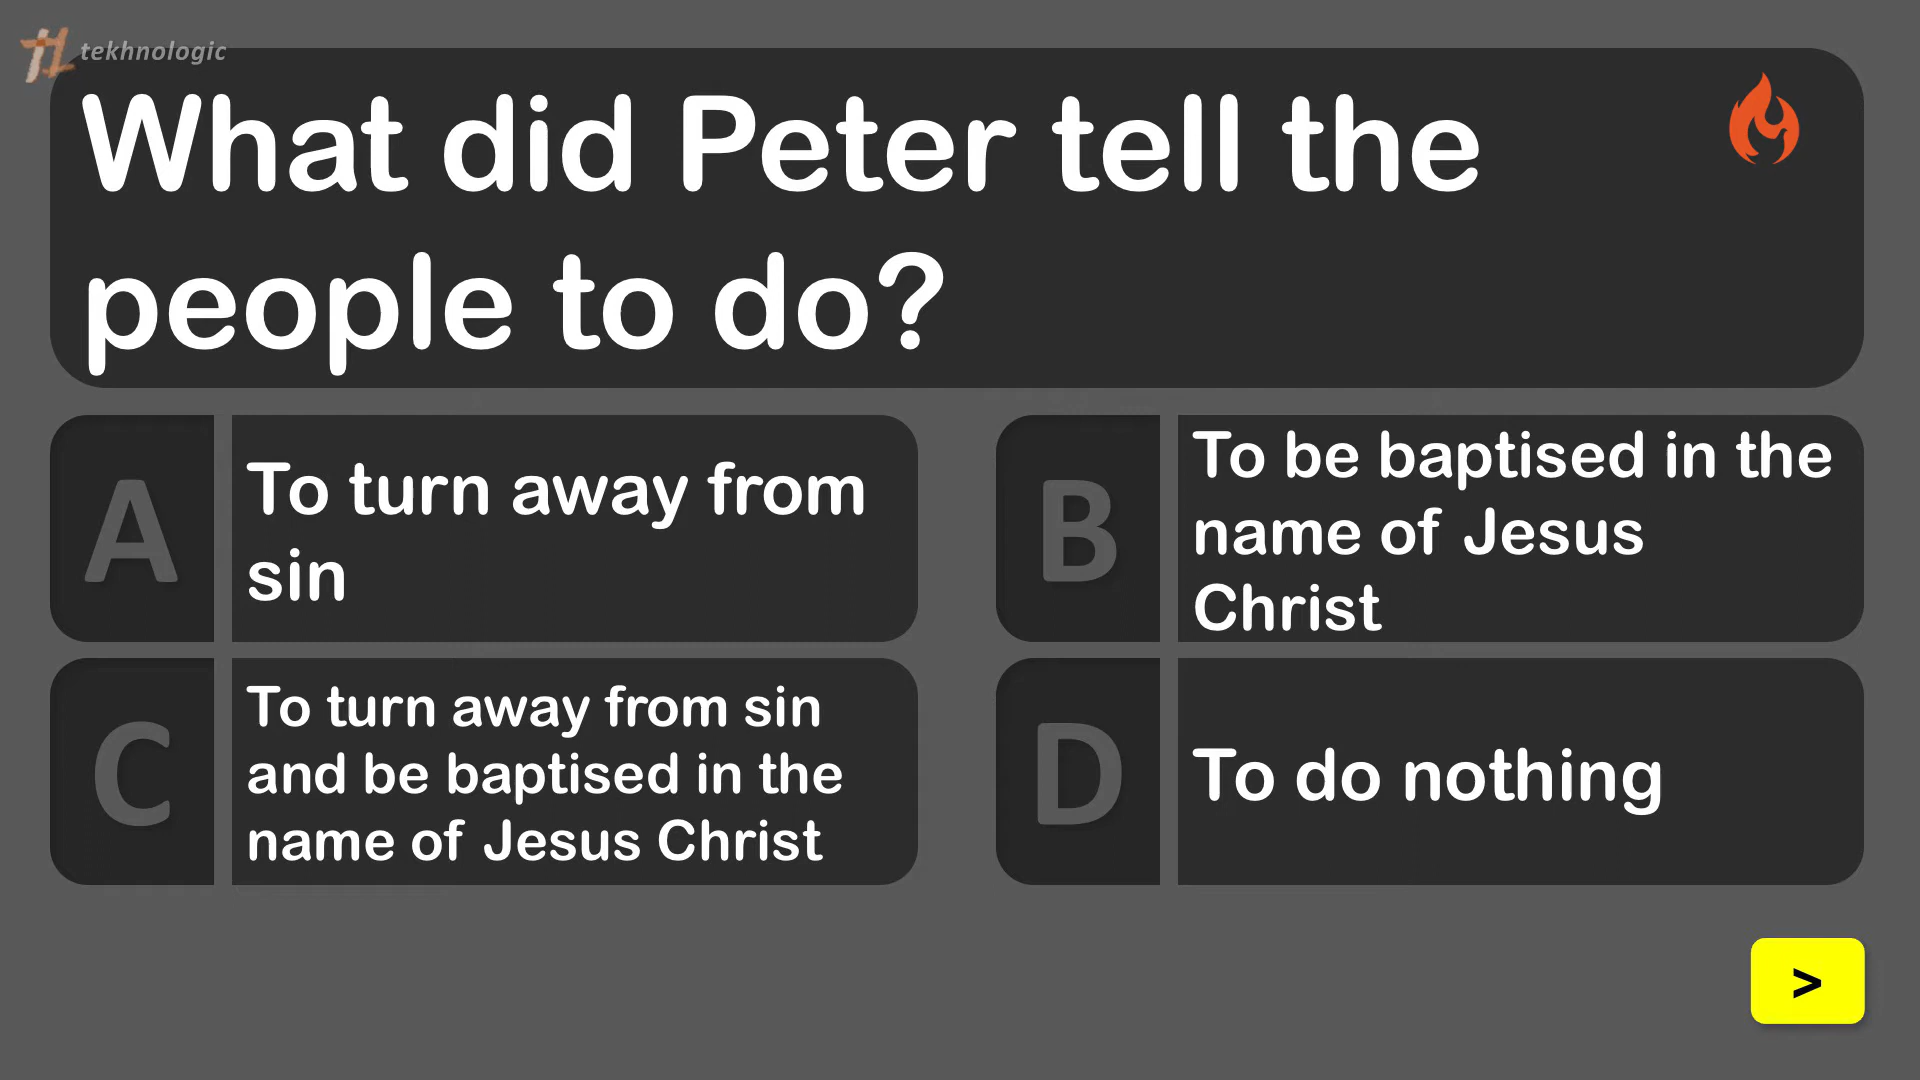 tekhnologic
What did Peter tell the
people to do?
A
To turn away from
sin
B
To be baptised in the
name of Jesus
Christ
C
To turn away from sin
and be baptised in the
name of Jesus Christ
D
To do nothing
>